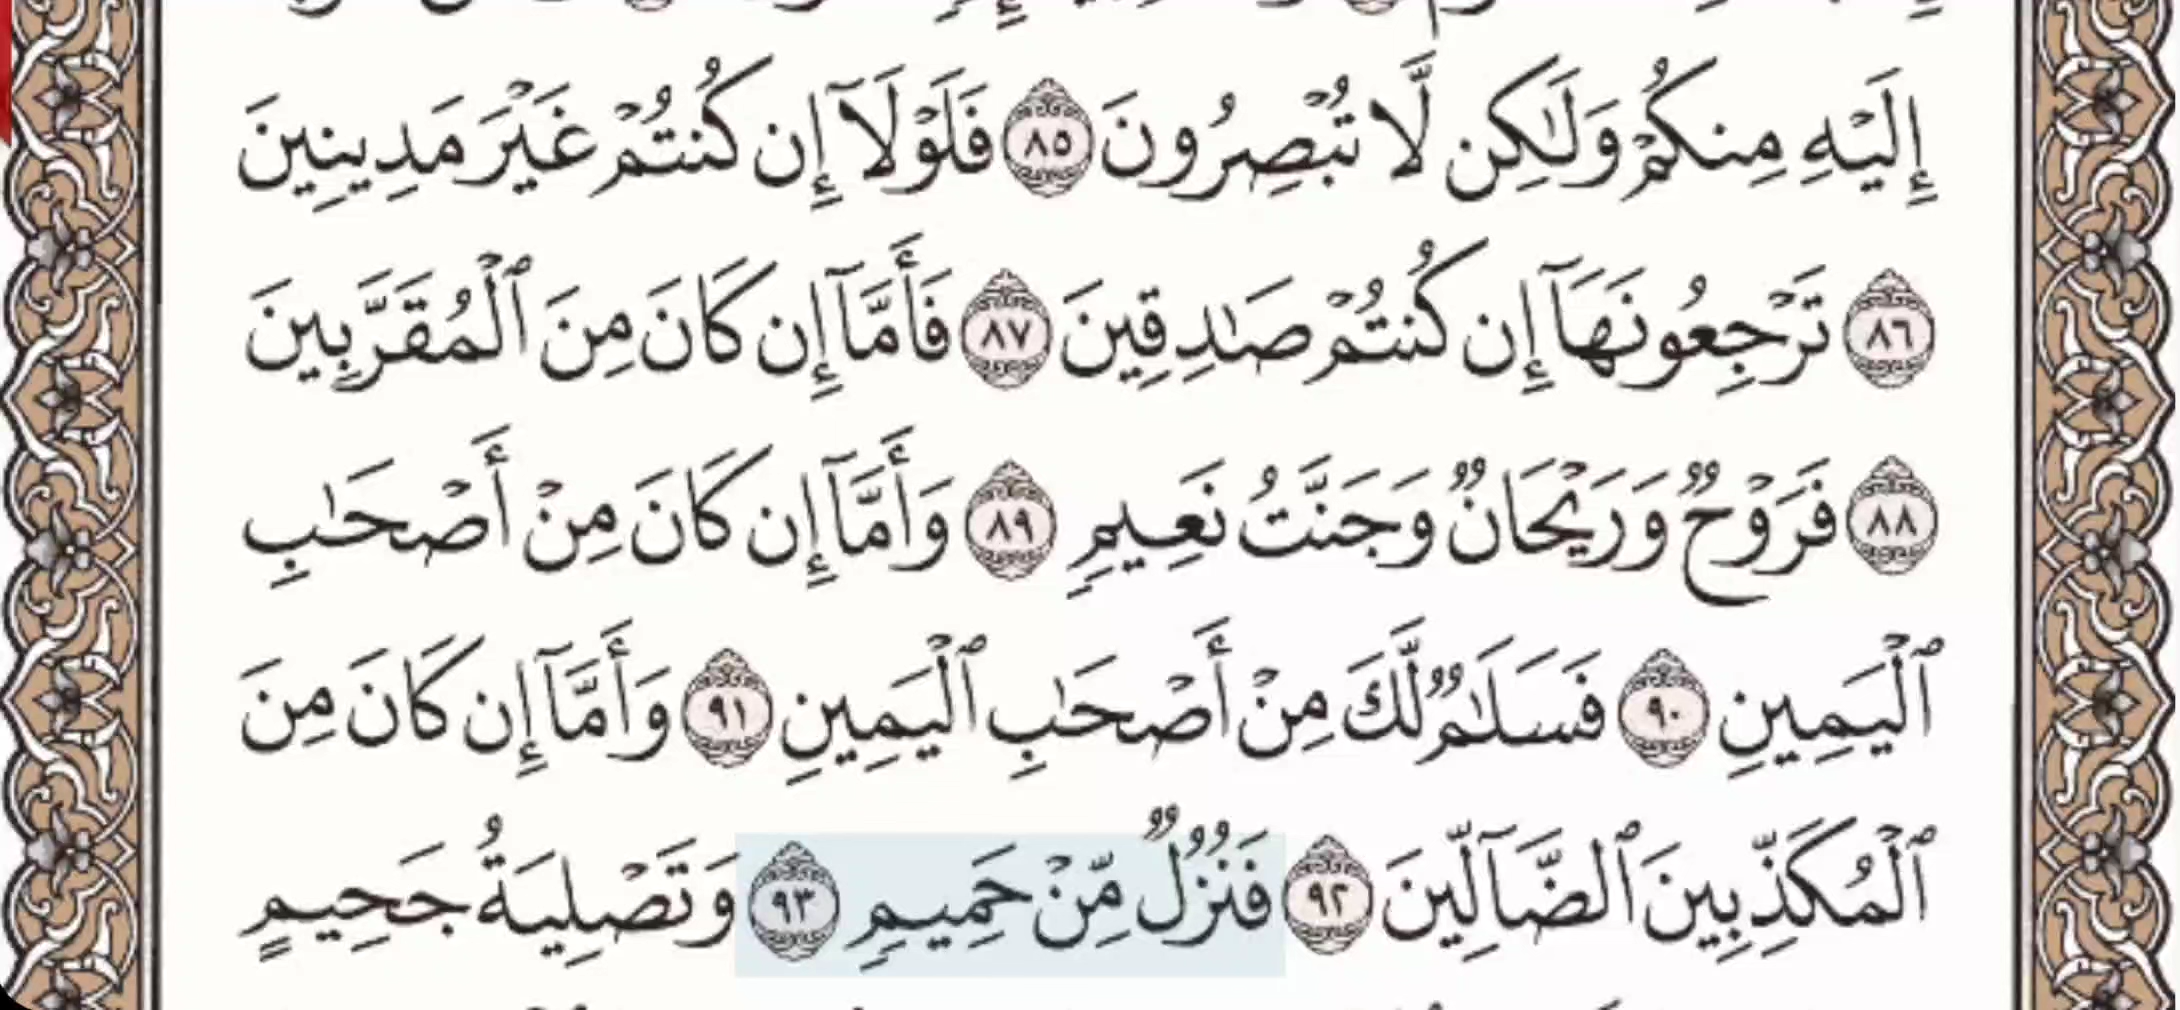 إِلَيْهِ مِنكُمْ وَلَٰكِن لَّا تُبْصِرُونَ ٨٥ فَلَوْلَآ إِن كُنتُمْ غَيْرَ مَدِينِينَ
٨٦ تَرْجِعُونَهَآ إِن كُنتُمْ صَٰدِقِينَ ٨٧ فَأَمَّآ إِن كَانَ مِنَ ٱلْمُقَرَّبِينَ
٨٨ فَرَوْحٌ وَرَيْحَانٌ وَجَنَّتُ نَعِيمٍ ٨٩ وَأَمَّآ إِن كَانَ مِنْ أَصْحَٰبِ
ٱلْيَمِينِ ٩٠ فَسَلَٰمٌ لَّكَ مِنْ أَصْحَٰبِ ٱلْيَمِينِ ٩١ وَأَمَّآ إِن كَانَ مِنَ
ٱلْمُكَذِّبِينَ ٱلضَّآلِّينَ ٩٢ فَنُزُلٌ مِّنْ حَمِيمٍ ٩٣ وَتَصْلِيَةُ جَحِيمٍ